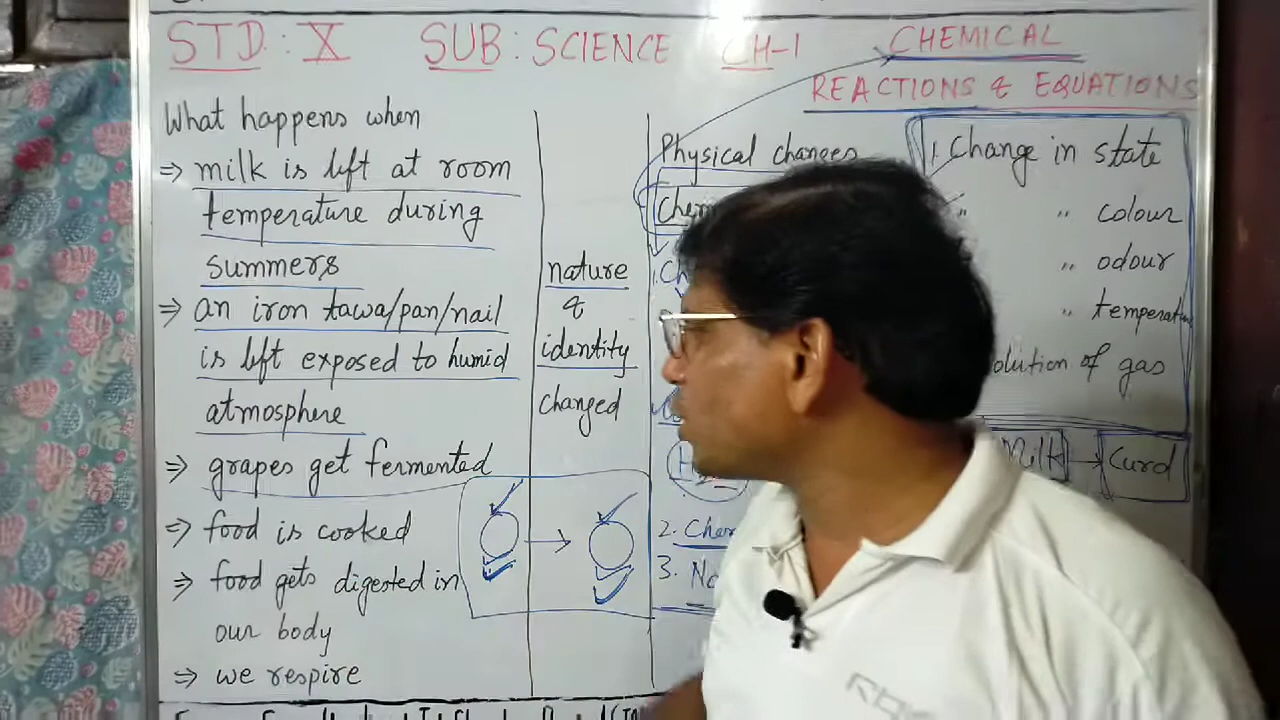 STD : X SUB : SCIENCE CH-1 CHEMICAL
REACTIONS & EQUATIONS
What happens when
⇒ milk is left at room
temperature during
summers
⇒ an iron tawa/pan/nail
is left exposed to humid
atmosphere
⇒ grapes get fermented
⇒ food is cooked
⇒ food gets digested in
our body
⇒ we respire
nature
&
identity
changed
Physical changes
2.
3.
1. Change in state
" " colour
" odour
" temperature
of gas
Milk → Curd